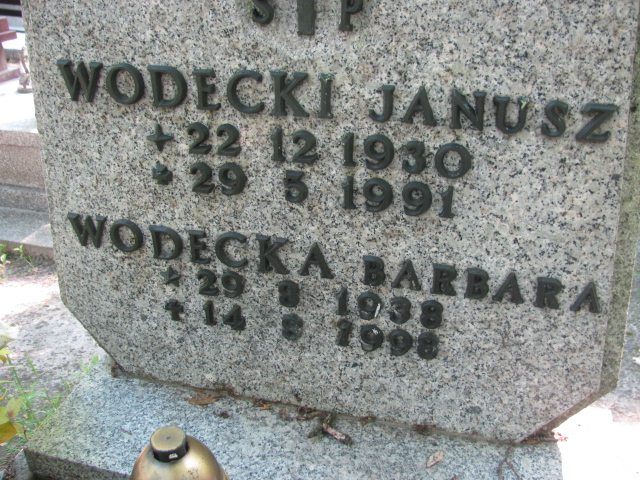 S I P
WODECKI JANUSZ
+ 22 12 1930
* 29 5 1991
WODECKA BARBARA
* 29 8 1938
† 14 8 1998